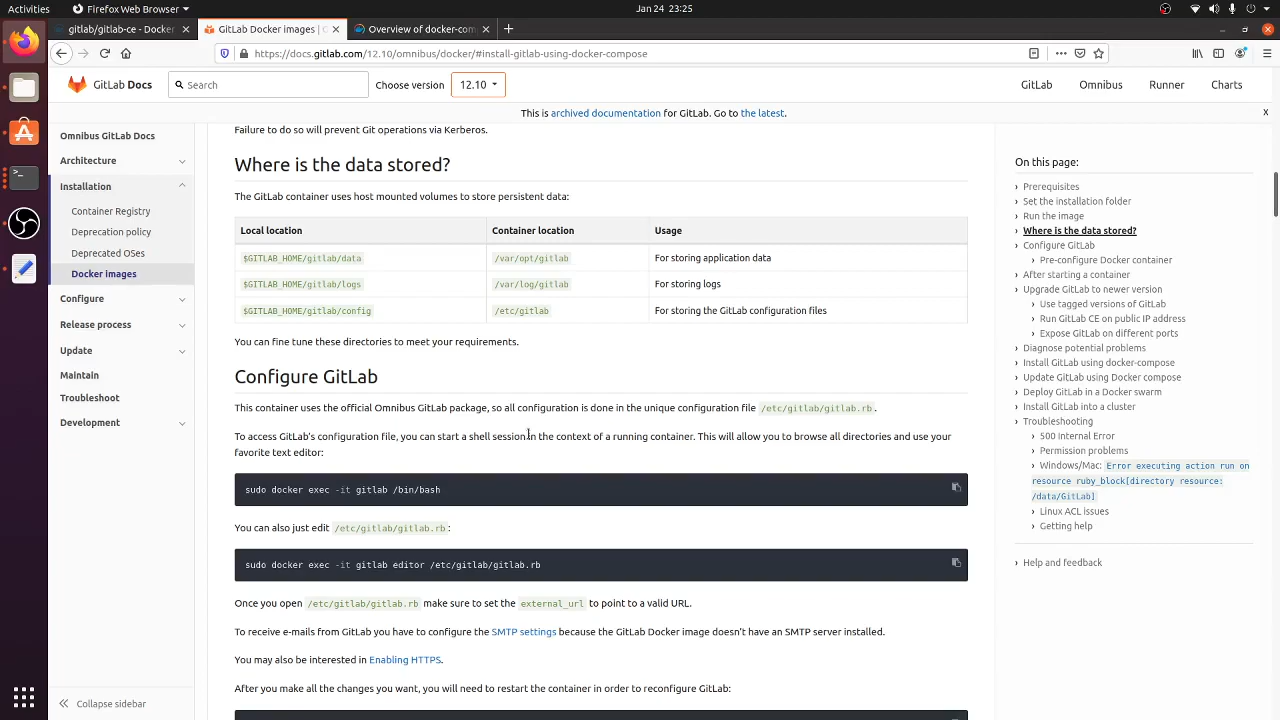 Activities
Firefox Web Browser
Jan 24 23:25
gitlab/gitlab-ce - Docker
GitLab Docker images | G
Overview of docker-com
https://docs.gitlab.com/12.10/omnibus/docker/#install-gitlab-using-docker-compose
GitLab Docs
Search
Choose version
12.10
GitLab
Omnibus
Runner
Charts
This is archived documentation for GitLab. Go to the latest.
x
Omnibus GitLab Docs
Architecture
Installation
Container Registry
Deprecation policy
Deprecated OSes
Docker images
Configure
Release process
Update
Maintain
Troubleshoot
Development
Collapse sidebar
Failure to do so will prevent Git operations via Kerberos.
Where is the data stored?
The GitLab container uses host mounted volumes to store persistent data:
Local location Container location Usage
$GITLAB_HOME/gitlab/data /var/opt/gitlab For storing application data
$GITLAB_HOME/gitlab/logs /var/log/gitlab For storing logs
$GITLAB_HOME/gitlab/config /etc/gitlab For storing the GitLab configuration files
You can fine tune these directories to meet your requirements.
Configure GitLab
This container uses the official Omnibus GitLab package, so all configuration is done in the unique configuration file /etc/gitlab/gitlab.rb.
To access GitLab's configuration file, you can start a shell session in the context of a running container. This will allow you to browse all directories and use your
favorite text editor:
sudo docker exec -it gitlab /bin/bash
You can also just edit /etc/gitlab/gitlab.rb:
sudo docker exec -it gitlab editor /etc/gitlab/gitlab.rb
Once you open /etc/gitlab/gitlab.rb make sure to set the external_url to point to a valid URL.
To receive e-mails from GitLab you have to configure the SMTP settings because the GitLab Docker image doesn't have an SMTP server installed.
You may also be interested in Enabling HTTPS.
After you make all the changes you want, you will need to restart the container in order to reconfigure GitLab:
On this page:
Prerequisites
Set the installation folder
Run the image
Where is the data stored?
Configure GitLab
Pre-configure Docker container
After starting a container
Upgrade GitLab to newer version
Use tagged versions of GitLab
Run GitLab CE on public IP address
Expose GitLab on different ports
Diagnose potential problems
Install GitLab using docker-compose
Update GitLab using Docker compose
Deploy GitLab in a Docker swarm
Install GitLab into a cluster
Troubleshooting
500 Internal Error
Permission problems
Windows/Mac: Error executing action run on
resource ruby_block[directory resource:
/data/GitLab]
Linux ACL issues
Getting help
Help and feedback